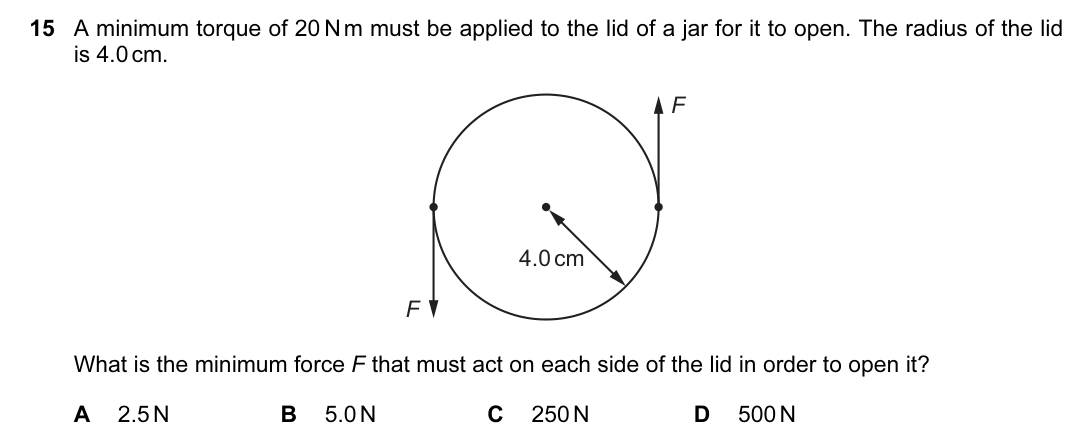 15 A minimum torque of 20 N m must be applied to the lid of a jar for it to open. The radius of the lid
is 4.0 cm.
F
4.0 cm
F
What is the minimum force F that must act on each side of the lid in order to open it?
A 2.5 N B 5.0 N C 250 N D 500 N